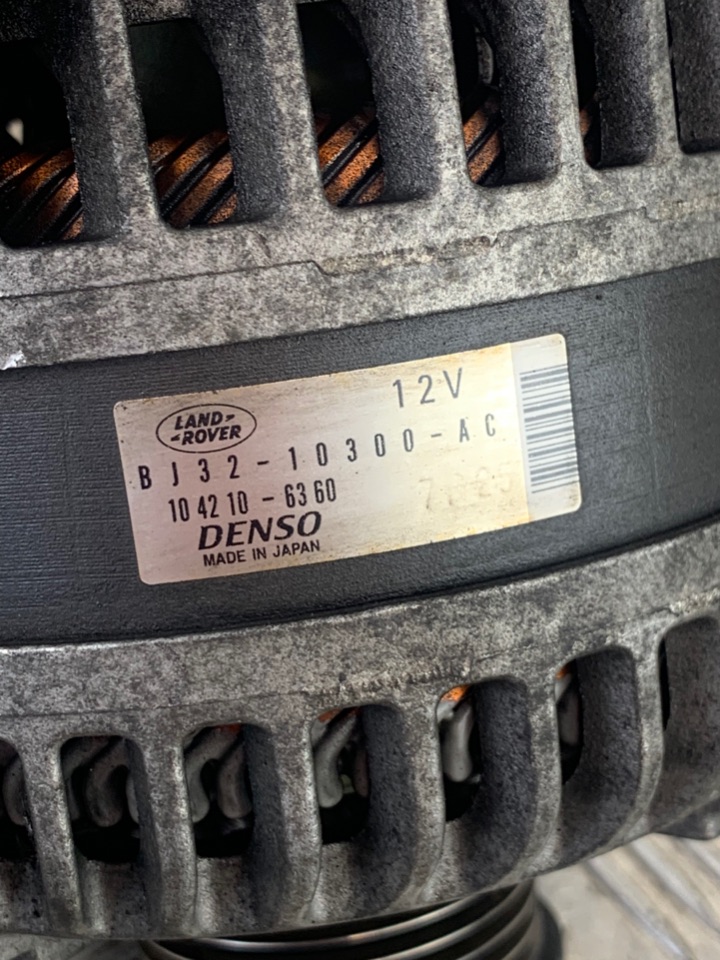 12V
LAND-
-ROVER
BJ32-10300-AC
104210-6360
DENSO
MADE IN JAPAN